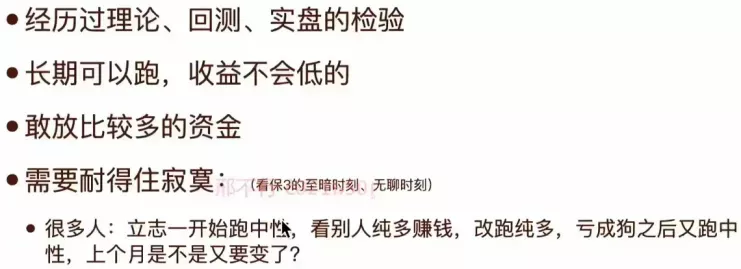 • 经历过理论、回测、实盘的检验
• 长期可以跑，收益不会低的
• 敢放比较多的资金
• 需要耐得住寂寞：（看保3的至暗时刻、无聊时刻）
• 很多人：立志一开始跑中性，看别人纯多赚钱，改跑纯多，亏成狗之后又跑中
性，上个月是不是又要变了？